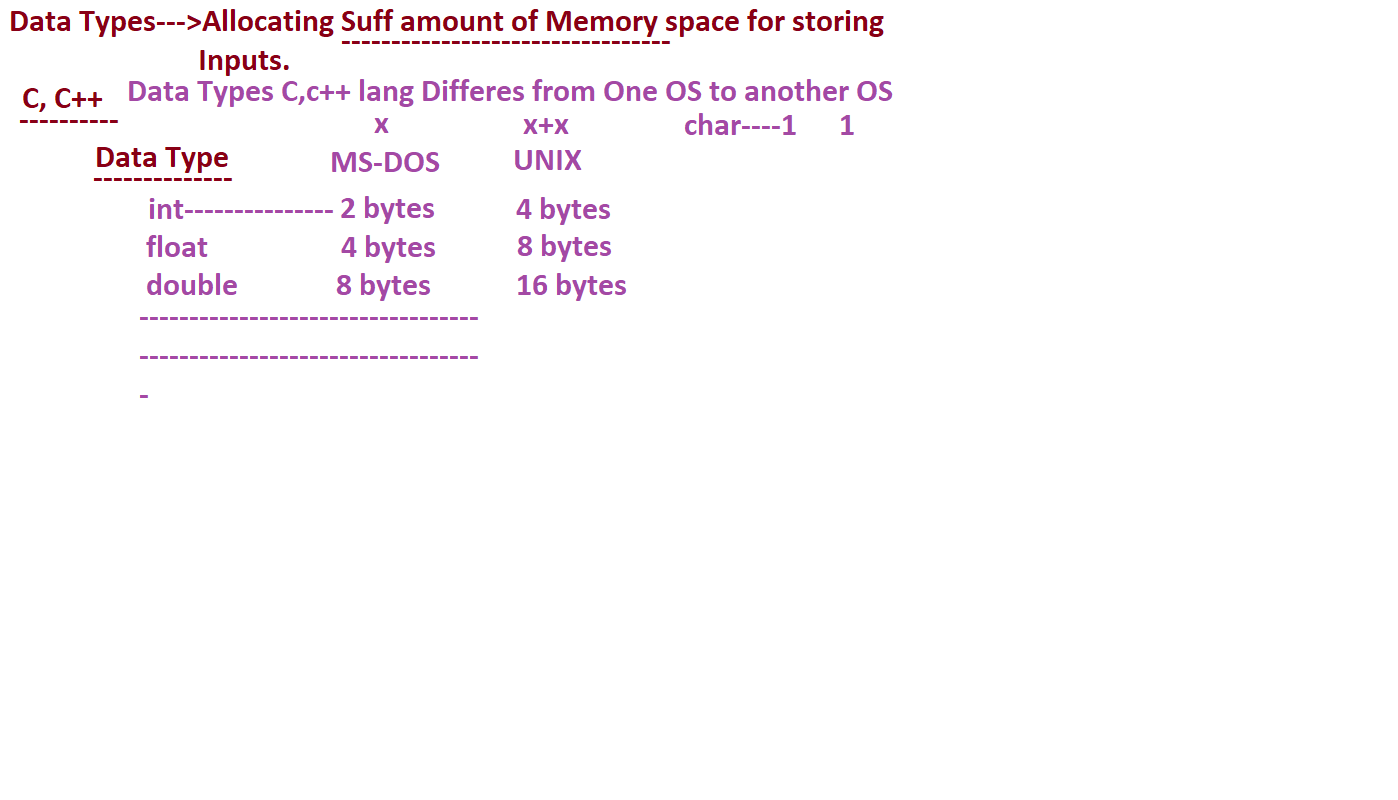 Data Types--->Allocating Suff amount of Memory space for storing
---------------------------------
Inputs.
C, C++ Data Types C,c++ lang Differes from One OS to another OS
----------
x x+x char----1 1
Data Type MS-DOS UNIX
--------------
int--------------- 2 bytes 4 bytes
float 4 bytes 8 bytes
double 8 bytes 16 bytes
----------------------------------
----------------------------------
-